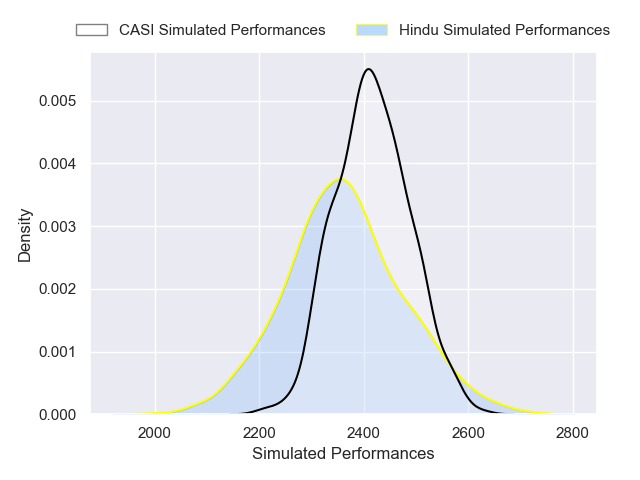 CASI Simulated Performances Hindu Simulated Performances
0.005
0.004
0.003
0.002
0.001
0.000
Density
2000 2200 2400 2600 2800
Simulated Performances